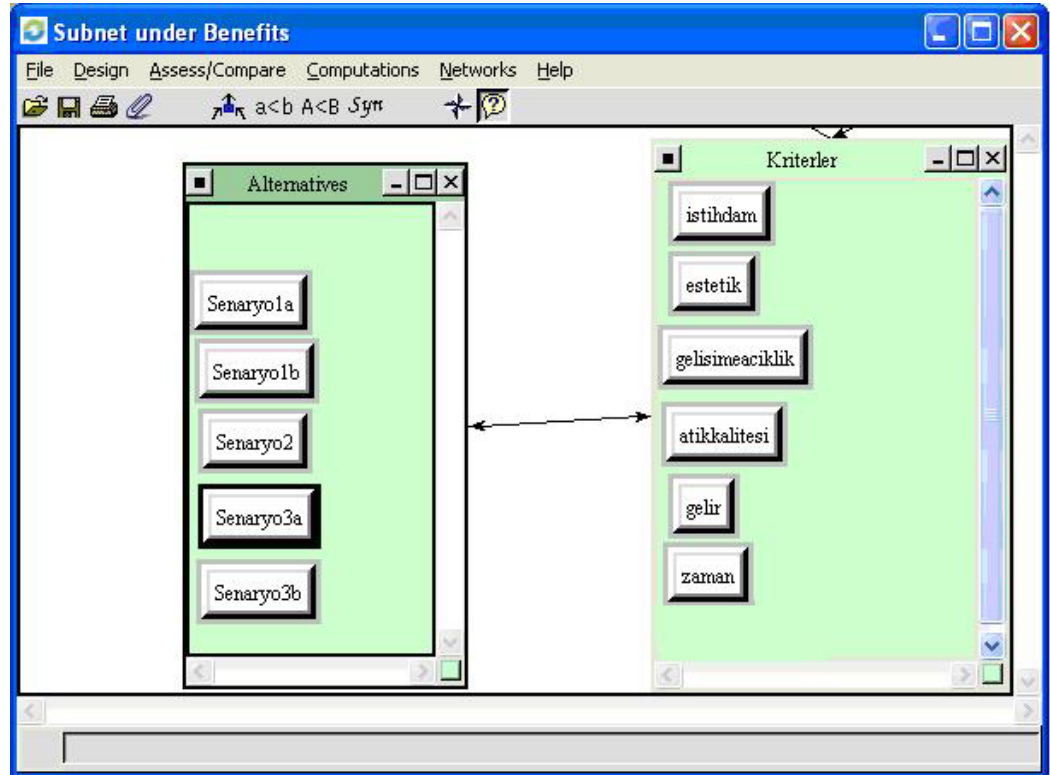 Subnet under Benefits
File Design Assess/Compare Computations Networks Help
a<b A<B Syn
Alternatives
Senaryo1a
Senaryo1b
Senaryo2
Senaryo3a
Senaryo3b
Kriterler
istihdam
estetik
gelisimeaciklik
atikkalitesi
gelir
zaman